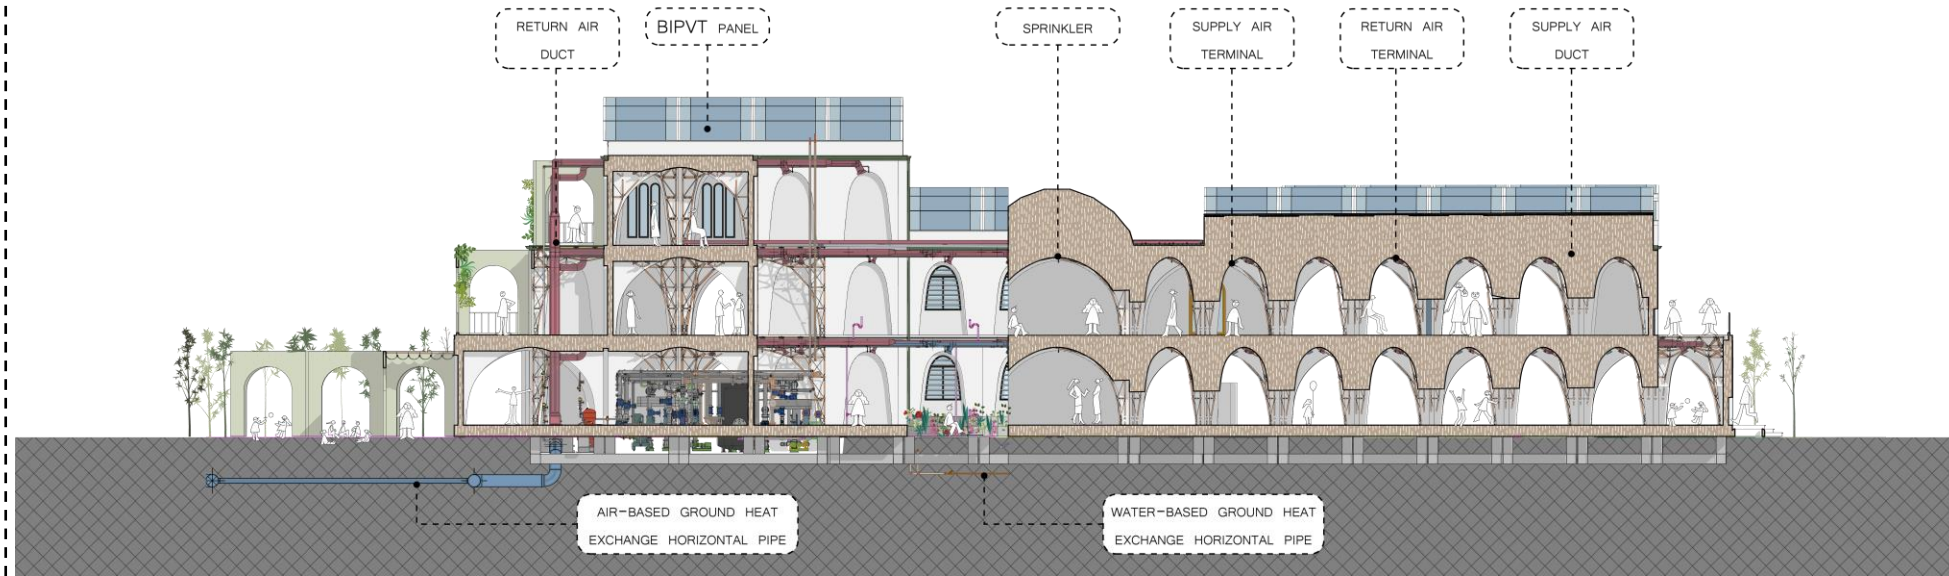 RETURN AIR
DUCT
BIPVT PANEL
SPRINKLER
SUPPLY AIR
TERMINAL
RETURN AIR
TERMINAL
SUPPLY AIR
DUCT
AIR-BASED GROUND HEAT
EXCHANGE HORIZONTAL PIPE
WATER-BASED GROUND HEAT
EXCHANGE HORIZONTAL PIPE